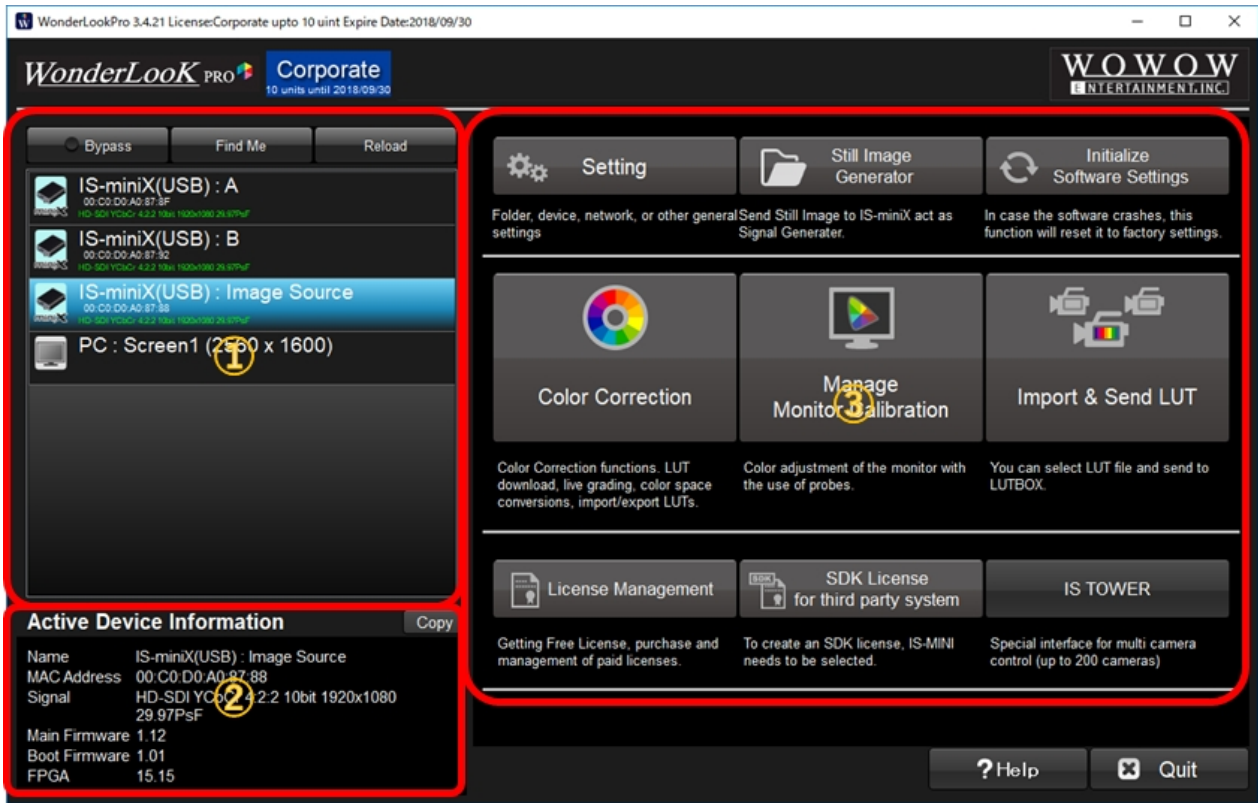 WonderLookPro 3.4.21 License:Corporate upto 10 uint Expire Date:2018/09/30
WonderLooK PRO
Corporate
10 units until 2018/09/30
WOWOW
ENTERTAINMENT, INC.
Bypass
Find Me
Reload
IS-miniX(USB) : A
00:C0:D0:A0:87:8F
HD-SDI YCbCr 4:2:2 10bit 1920x1080 29.97PsF
IS-miniX(USB) : B
00:C0:D0:A0:87:92
HD-SDI YCbCr 4:2:2 10bit 1920x1080 29.97PsF
IS-miniX(USB) : Image Source
00:C0:D0:A0:87:88
HD-SDI YCbCr 4:2:2 10bit 1920x1080 29.97PsF
PC : Screen1 (2560 x 1600)
①
Active Device Information
Copy
Name IS-miniX(USB) : Image Source
MAC Address 00:C0:D0:A0:87:88
Signal HD-SDI YCbCr 4:2:2 10bit 1920x1080
29.97PsF
②
Main Firmware 1.12
Boot Firmware 1.01
FPGA 15.15
Setting
Folder, device, network, or other general
settings
Still Image
Generator
Send Still Image to IS-miniX act as
Signal Generater.
Initialize
Software Settings
In case the software crashes, this
function will reset it to factory settings.
Color Correction
Color Correction functions. LUT
download, live grading, color space
conversions, import/export LUTs.
Manage
Monitor Calibration
③
Color adjustment of the monitor with
the use of probes.
Import & Send LUT
You can select LUT file and send to
LUTBOX.
License Management
Getting Free License, purchase and
management of paid licenses.
SDK
SDK License
for third party system
To create an SDK license, IS-MINI
needs to be selected.
IS TOWER
Special interface for multi camera
control (up to 200 cameras)
? Help
Quit